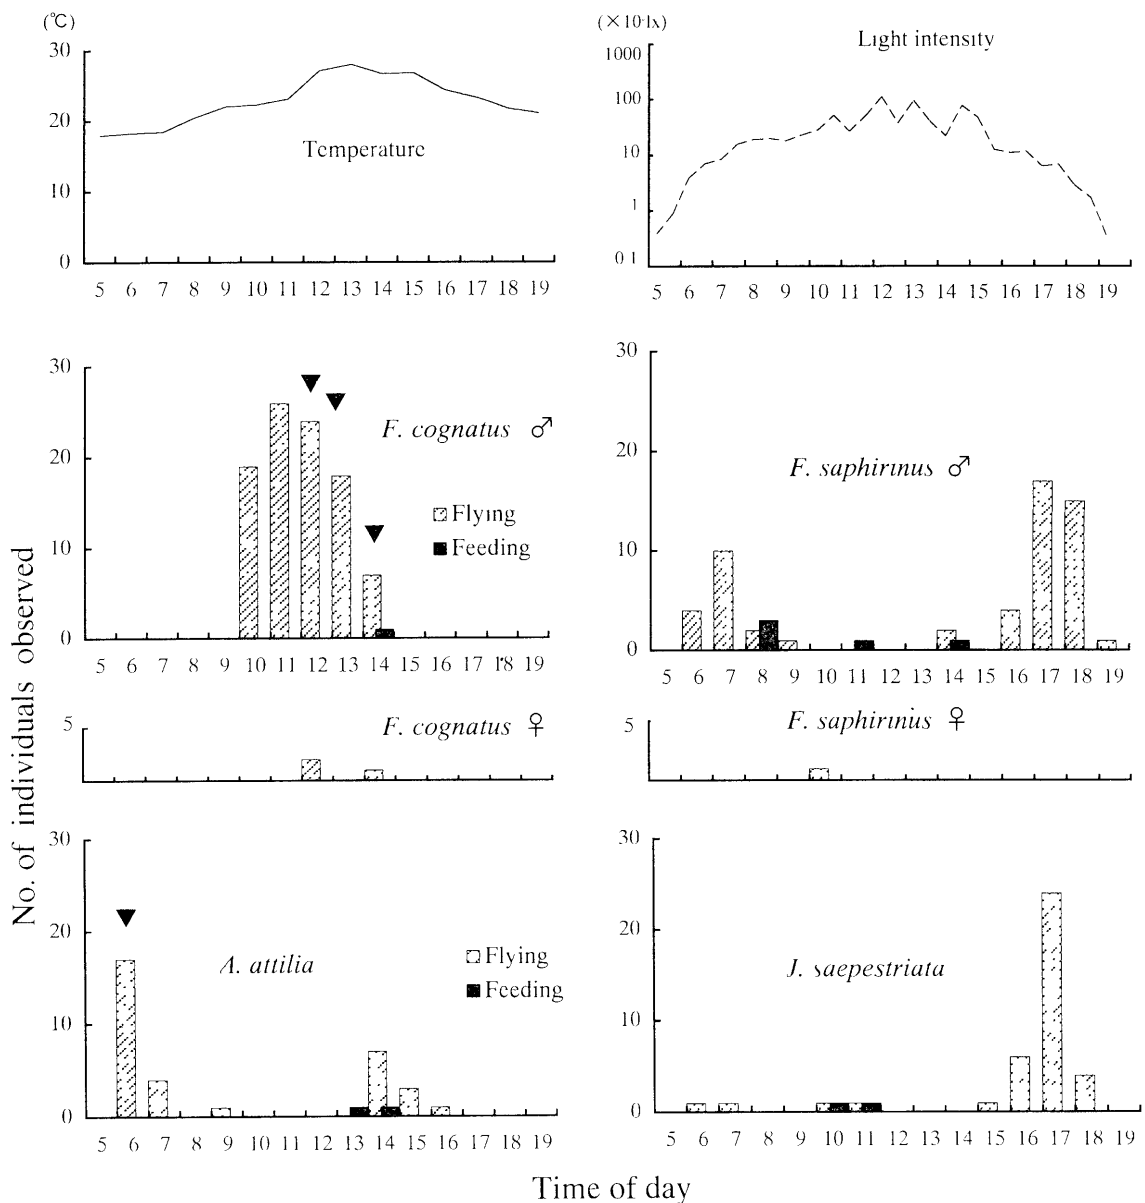 (℃)
30
20
10
0
Temperature
5 6 7 8 9 10 11 12 13 14 15 16 17 18 19
Light intensity
1000
100
10
1
0.1
5 6 7 8 9 10 11 12 13 14 15 16 17 18 19
No. of individuals observed
30
20
10
0
F. cognatus ♂
Flying
Feeding
5 6 7 8 9 10 11 12 13 14 15 16 17 18 19
30
20
10
0
F. saphirinus ♂
5 6 7 8 9 10 11 12 13 14 15 16 17 18 19
5
F. cognatus ♀
5
F. saphirinus ♀
30
20
10
0
A. attilia
Flying
Feeding
5 6 7 8 9 10 11 12 13 14 15 16 17 18 19
30
20
10
0
J. saepestriata
5 6 7 8 9 10 11 12 13 14 15 16 17 18 19
Time of day